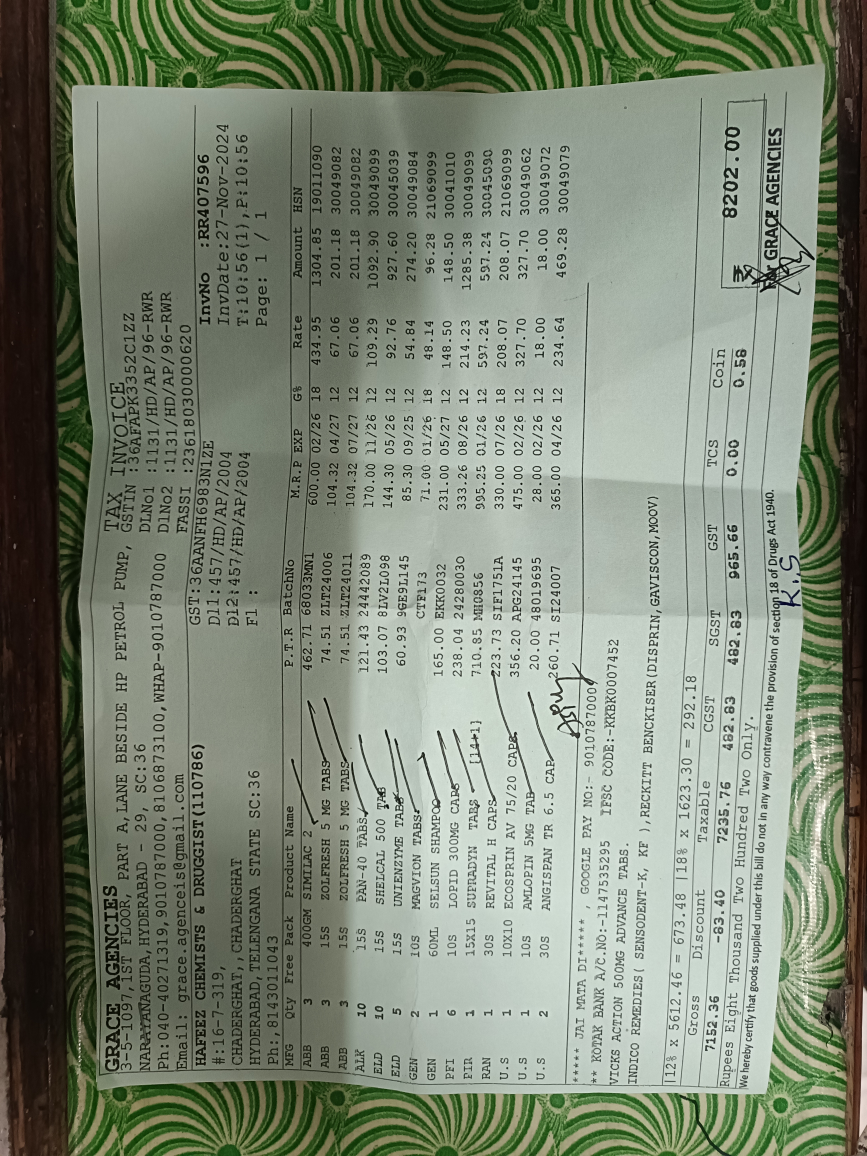 GRACE AGENCIES TAX INVOICE
3-5-1097,1ST FLOOR, PART A,LANE BESIDE HP PETROL PUMP, GSTIN :36AFAPK3352C1ZZ
NARAYANAGUDA,HYDERABAD - 29, SC:36 DLNo1 :1131/HD/AP/96-RWR
Ph:040-40271319,9010787000,8106873100,WHAP-9010787000 DlNo2 :1131/HD/AP/96-RWR
Email: grace.agenceis@gmail.com FASSI :23618030000620
HAFEEZ CHEMISTS & DRUGGIST(110786) GST:36AANFH6983N1ZE InvNo :RR407596
#:16-7-319, Dl1:457/HD/AP/2004 InvDate:27-Nov-2024
CHADERGHAT,,CHADERGHAT Dl2:457/HD/AP/2004 T:10:56(1),P:10:56
HYDERABAD,TELENGANA STATE SC:36 Fl : Page: 1 / 1
Ph:,8143011043
MFG Qty Free Pack Product Name P.T.R BatchNo M.R.P EXP G% Rate Amount HSN
ABB 3 400GM SIMILAC 2 462.71 68033MN1 600.00 02/26 18 434.95 1304.85 19011090
ABB 3 15S ZOLFRESH 5 MG TABS 74.51 ZLT24006 104.32 04/27 12 67.06 201.18 30049082
ABB 3 15S ZOLFRESH 5 MG TABS 74.51 ZLT24011 104.32 07/27 12 67.06 201.18 30049082
ALK 10 15S PAN-40 TABS 121.43 24442089 170.00 11/26 12 109.29 1092.90 30049099
ELD 10 15S SHELCAL 500 TAB 103.07 8LV2L098 144.30 05/26 12 92.76 927.60 30045039
ELD 5 15S UNIENZYME TABS 60.93 9GE9L145 85.30 09/25 12 54.84 274.20 30049084
GEN 2 10S MAGVION TABS CTF173 71.00 01/26 18 48.14 96.28 21069099
GEN 1 60ML SELSUN SHAMPOO 165.00 EKK0032 231.00 05/27 12 148.50 148.50 30041010
PFI 6 10S LOPID 300MG CAPS 238.04 24280030 333.26 08/26 12 214.23 1285.38 30049099
PIR 1 15X15 SUPRADYN TABS [14+1] 710.85 MH0856 995.25 01/26 12 597.24 597.24 30045090
RAN 1 30S REVITAL H CAPS 223.73 SIF1751A 330.00 07/26 18 208.07 208.07 21069099
U.S 1 10X10 ECOSPRIN AV 75/20 CAPS 356.20 APG24145 475.00 02/26 12 327.70 327.70 30049062
U.S 1 10S AMLOPIN 5MG TAB 20.00 48019695 28.00 02/26 12 18.00 18.00 30049072
U.S 2 30S ANGISPAN TR 6.5 CAP 260.71 SI24007 365.00 04/26 12 234.64 469.28 30049079
***** JAI MATA DI***** , GOOGLE PAY NO:- 9010787000
** KOTAK BANK A/C.NO:-1147535295 IFSC CODE:-KKBK0007452
VICKS ACTION 500MG ADVANCE TABS.
INDICO REMEDIES( SENSODENT-K, KF ),RECKITT BENCKISER(DISPRIN,GAVISCON,MOOV)
|12% x 5612.46 = 673.48 |18% x 1623.30 = 292.18
Gross Discount Taxable CGST SGST GST TCS Coin
7152.36 -83.40 7235.76 482.83 482.83 965.66 0.00 0.58 ₹ 8202.00
Rupees Eight Thousand Two Hundred Two Only.
We hereby certify that goods supplied under this bill do not in any way contravene the provision of section 18 of Drugs Act 1940. For GRACE AGENCIES
R.S